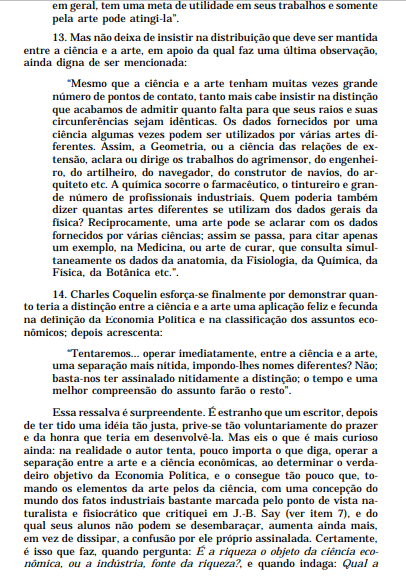 em geral, tem uma meta de utilidade em seus trabalhos e somente
pela arte pode atingi-la".
13. Mas não deixa de insistir na distribuição que deve ser mantida
entre a ciência e a arte, em apoio da qual faz uma última observação,
ainda digna de ser mencionada:
"Mesmo que a ciência e a arte tenham muitas vezes grande
número de pontos de contato, tanto mais cabe insistir na distinção
que acabamos de admitir quanto falta para que seus raios e suas
circunferências sejam idênticas. Os dados fornecidos por uma
ciência algumas vezes podem ser utilizados por várias artes di-
ferentes. Assim, a Geometria, ou a ciência das relações de ex-
tensão, aclara ou dirige os trabalhos do agrimensor, do engenhei-
ro, do artilheiro, do navegador, do construtor de navios, do ar-
quiteto etc. A química socorre o farmacêutico, o tintureiro e gran-
de número de profissionais industriais. Quem poderia também
dizer quantas artes diferentes se utilizam dos dados gerais da
física? Reciprocamente, uma arte pode se aclarar com os dados
fornecidos por várias ciências; assim se passa, para citar apenas
um exemplo, na Medicina, ou arte de curar, que consulta simul-
taneamente os dados da anatomia, da Fisiologia, da Química, da
Física, da Botânica etc.".
14. Charles Coquelin esforça-se finalmente por demonstrar quan-
to teria a distinção entre a ciência e a arte uma aplicação feliz e fecunda
na definição da Economia Política e na classificação dos assuntos eco-
nômicos; depois acrescenta:
"Tentaremos... operar imediatamente, entre a ciência e a arte,
uma separação mais nítida, impondo-lhes nomes diferentes? Não;
basta-nos ter assinalado nitidamente a distinção; o tempo e uma
melhor compreensão do assunto farão o resto".
Essa ressalva é surpreendente. É estranho que um escritor, depois
de ter tido uma idéia tão justa, prive-se tão voluntariamente do prazer
e da honra que teria em desenvolvê-la. Mas eis o que é mais curioso
ainda: na realidade o autor tenta, pouco importa o que diga, operar a
separação entre a arte e a ciência econômicas, ao determinar o verda-
deiro objetivo da Economia Política, e o consegue tão pouco que, to-
mando os elementos da arte pelos da ciência, com uma concepção do
mundo dos fatos industriais bastante marcada pelo ponto de vista na-
turalista e fisiocrático que critiquei em J.-B. Say (ver item 7), e do
qual seus alunos não podem se desembaraçar, aumenta ainda mais,
em vez de dissipar, a confusão por ele próprio assinalada. Certamente,
é isso que faz, quando pergunta: É a riqueza o objeto da ciência eco-
nômica, ou a indústria, fonte da riqueza?, e quando indaga: Qual a